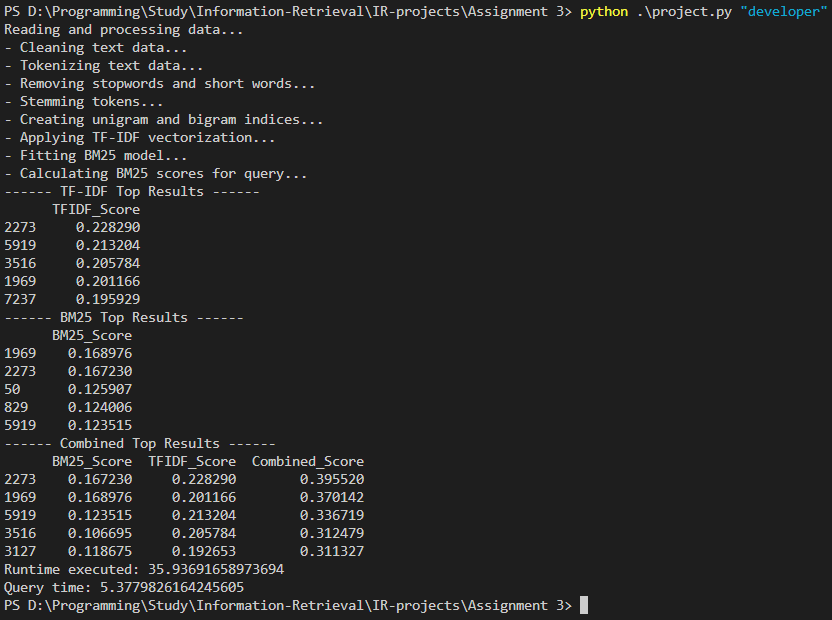 PS D:\Programming\Study\Information-Retrieval\IR-projects\Assignment 3> python .\project.py "developer"
Reading and processing data...
- Cleaning text data...
- Tokenizing text data...
- Removing stopwords and short words...
- Stemming tokens...
- Creating unigram and bigram indices...
- Applying TF-IDF vectorization...
- Fitting BM25 model...
- Calculating BM25 scores for query...
------ TF-IDF Top Results ------
TFIDF_Score
2273 0.228290
5919 0.213204
3516 0.205784
1969 0.201166
7237 0.195929
------ BM25 Top Results ------
BM25_Score
1969 0.168976
2273 0.167230
50 0.125907
829 0.124006
5919 0.123515
------ Combined Top Results ------
BM25_Score TFIDF_Score Combined_Score
2273 0.167230 0.228290 0.395520
1969 0.168976 0.201166 0.370142
5919 0.123515 0.213204 0.336719
3516 0.106695 0.205784 0.312479
3127 0.118675 0.192653 0.311327
Runtime executed: 35.93691658973694
Query time: 5.3779826164245605
PS D:\Programming\Study\Information-Retrieval\IR-projects\Assignment 3>